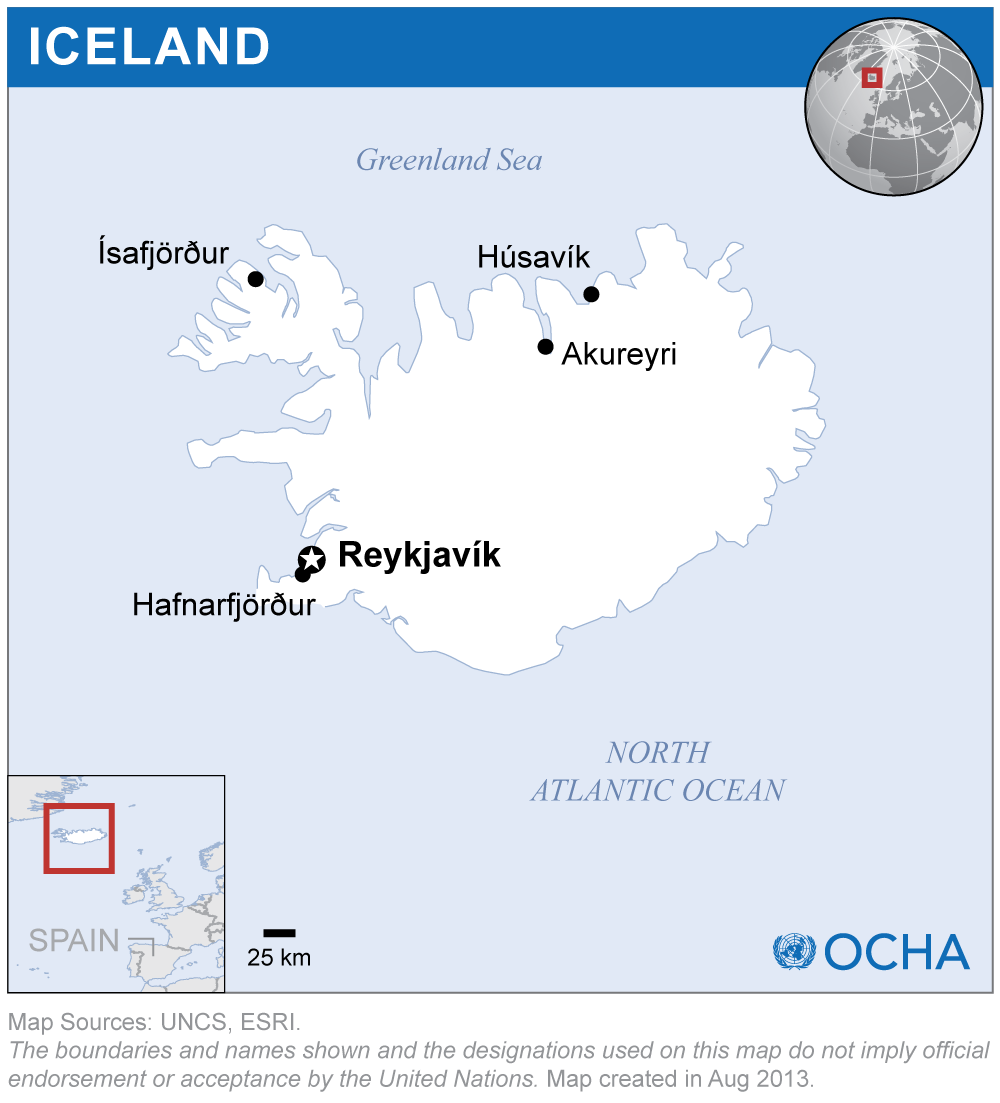 ICELAND
Greenland Sea
Ísafjörður
Húsavík
Akureyri
Reykjavík
Hafnarfjörður
NORTH
ATLANTIC OCEAN
SPAIN
25 km
OCHA
Map Sources: UNCS, ESRI.
The boundaries and names shown and the designations used on this map do not imply official
endorsement or acceptance by the United Nations. Map created in Aug 2013.